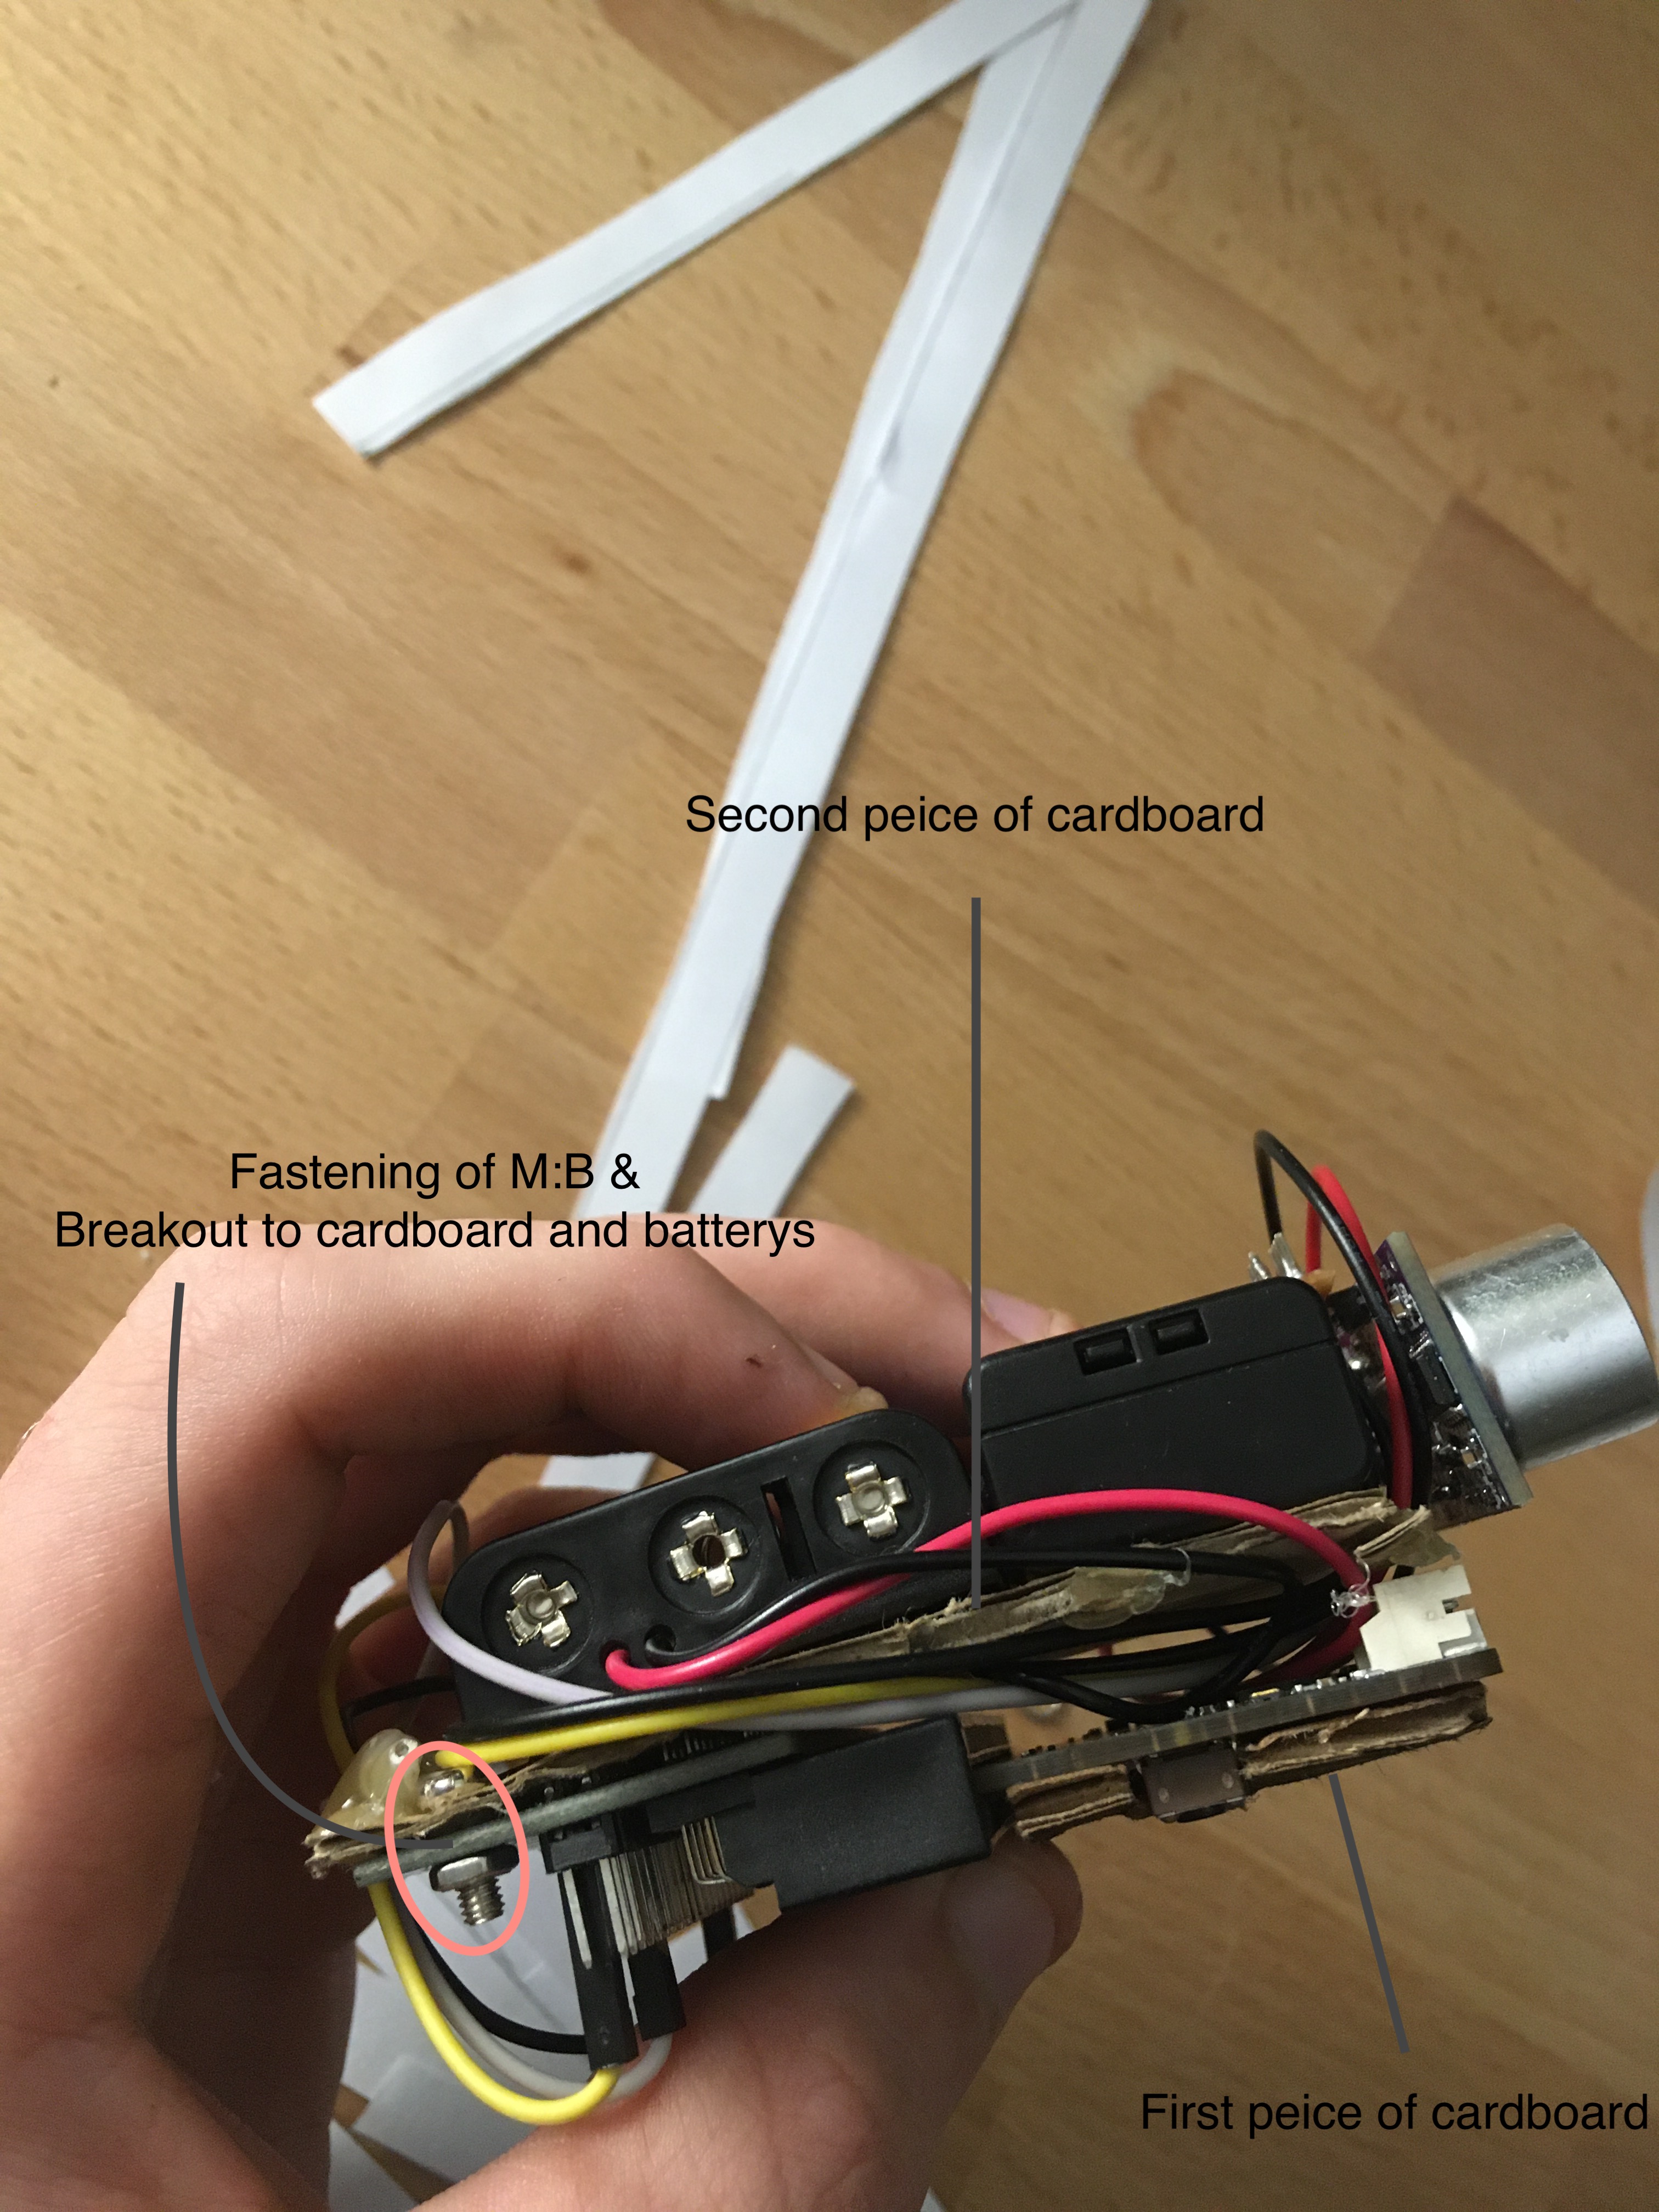 Second peice of cardboard
Fastening of M:B &
Breakout to cardboard and batterys
First peice of cardboard